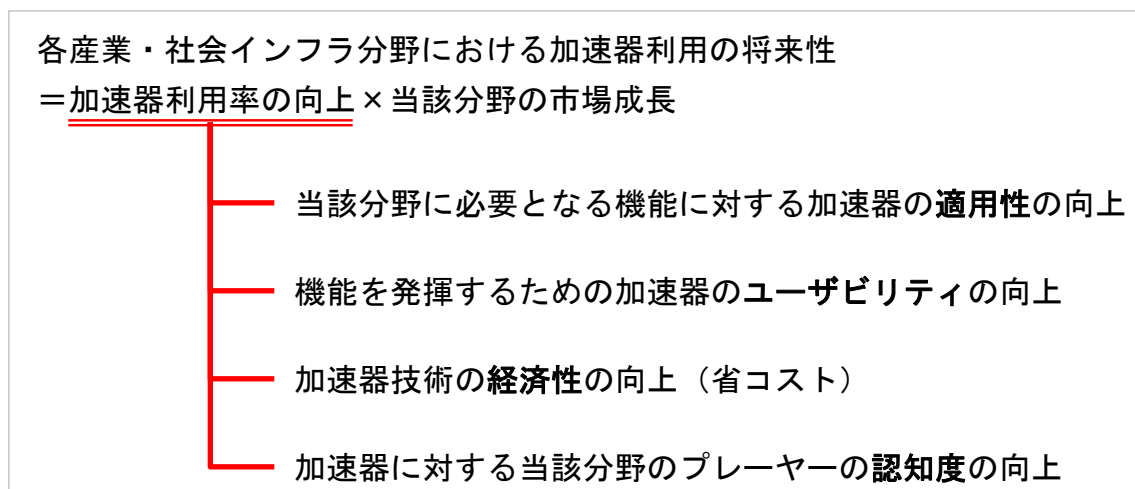 各産業・社会インフラ分野における加速器利用の将来性
＝加速器利用率の向上×当該分野の市場成長
当該分野に必要となる機能に対する加速器の適用性の向上
機能を発揮するための加速器のユーザビリティの向上
加速器技術の経済性の向上（省コスト）
加速器に対する当該分野のプレーヤーの認知度の向上